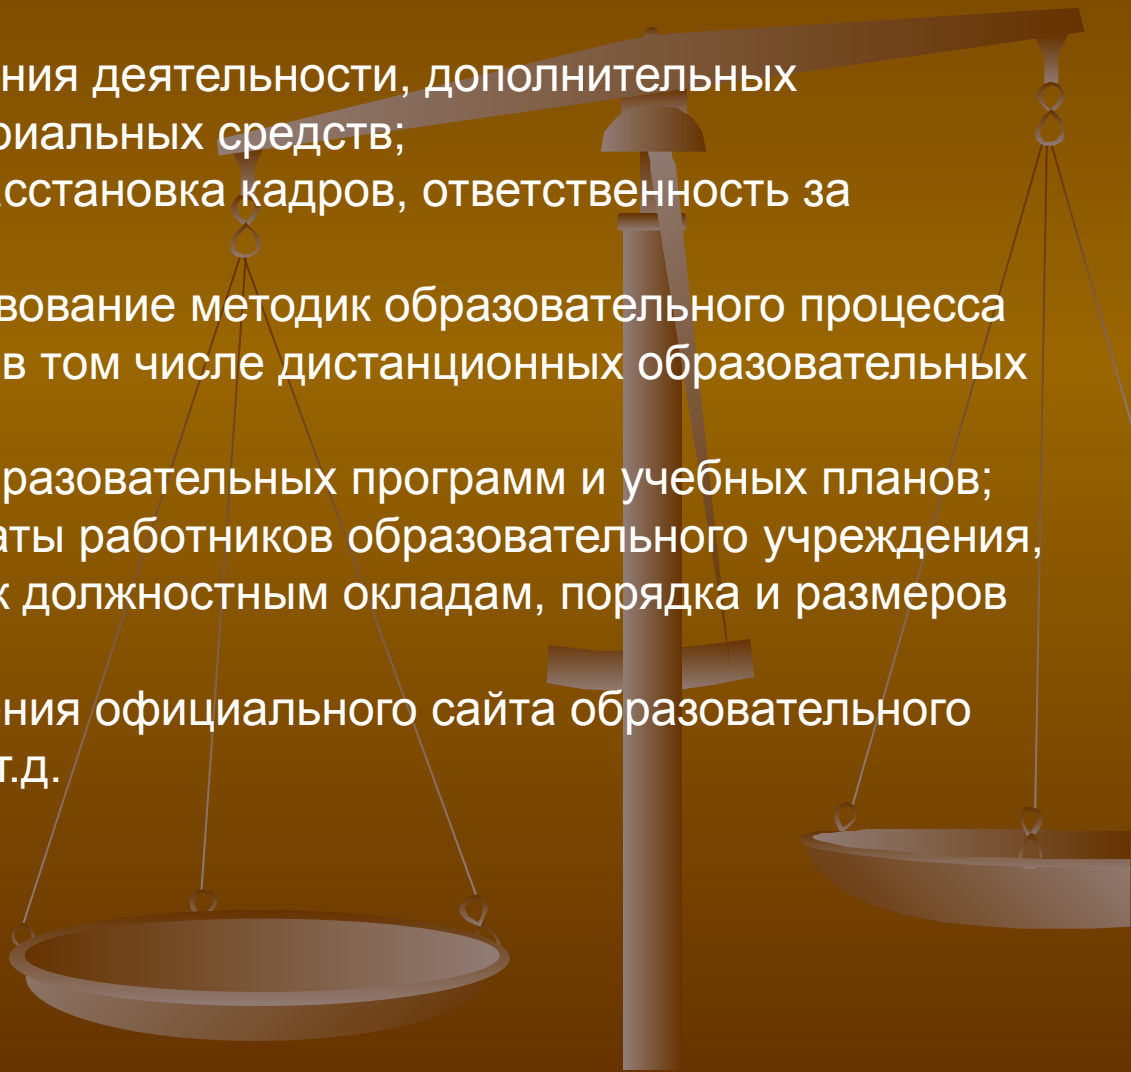 ния деятельности, дополнительных
риальных средств;
сстановка кадров, ответственность за
вование методик образовательного процесса
в том числе дистанционных образовательных
разовательных программ и учебных планов;
аты работников образовательного учреждения,
к должностным окладам, порядка и размеров
ния официального сайта образовательного
т.д.